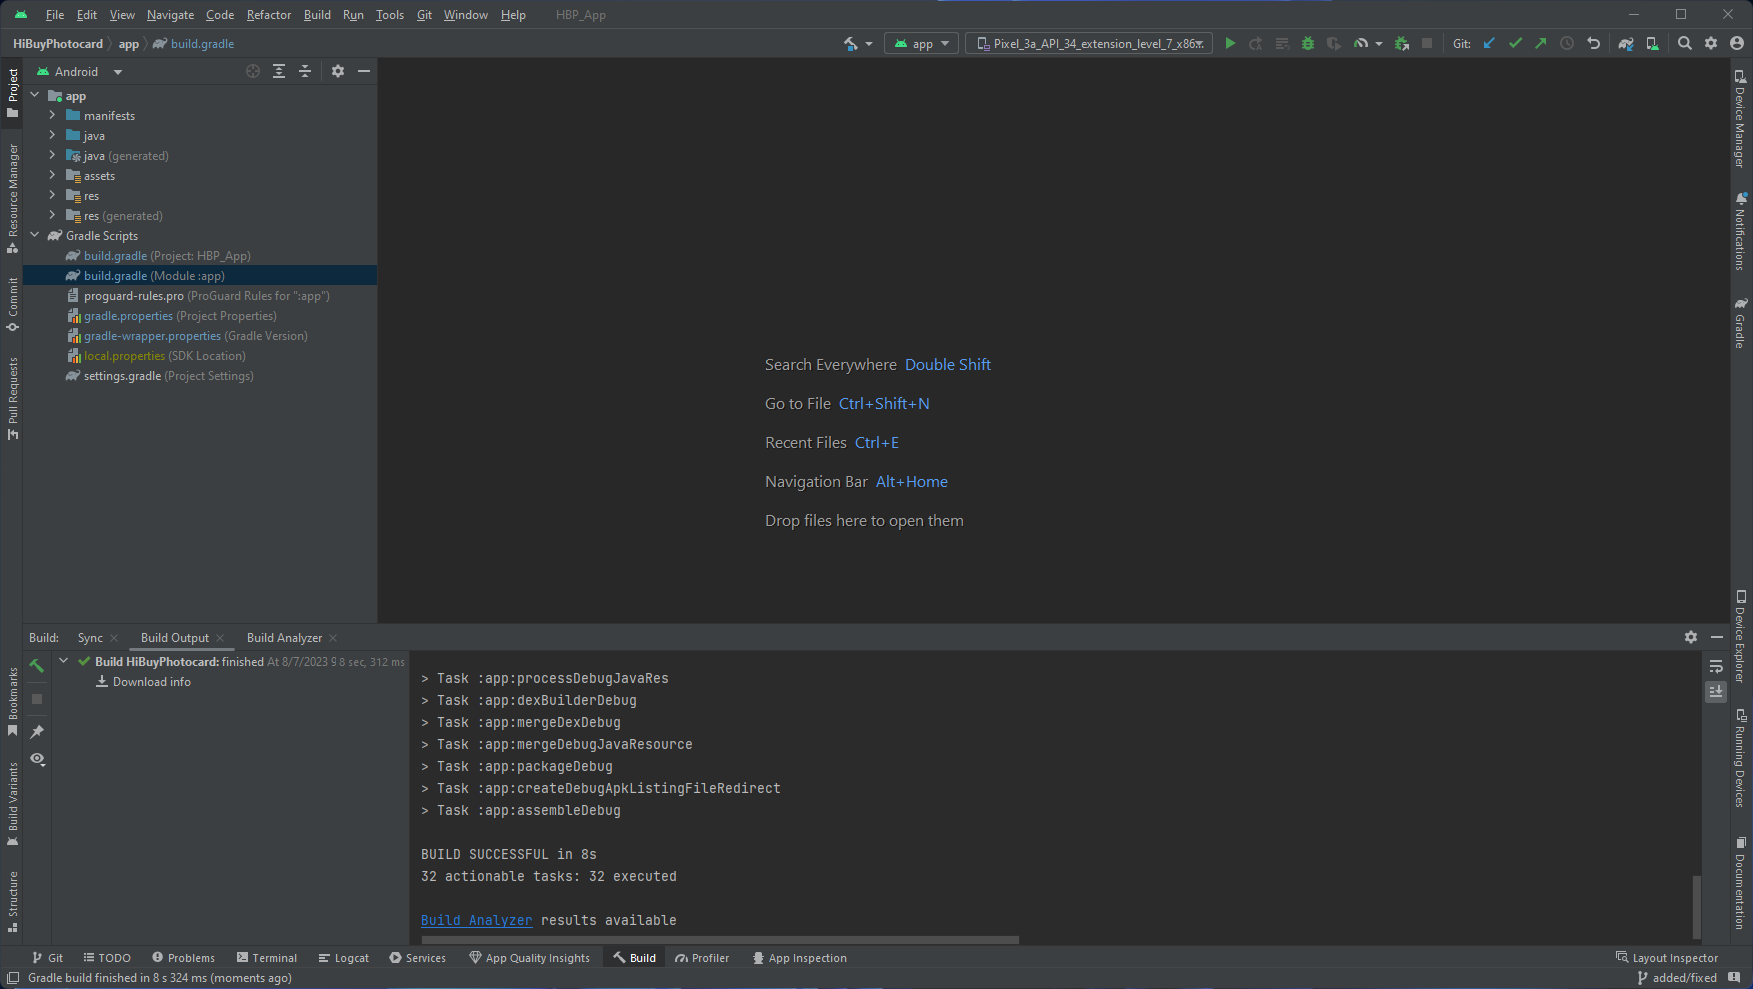 File Edit View Navigate Code Refactor Build Run Tools Git Window Help HBP_App
HiBuyPhotocard app build.gradle
app Pixel_3a_API_34_extension_level_7_x86 Git:
Android
app
manifests
java
java (generated)
assets
res
res (generated)
Gradle Scripts
build.gradle (Project: HBP_App)
build.gradle (Module :app)
proguard-rules.pro (ProGuard Rules for ":app")
gradle.properties (Project Properties)
gradle-wrapper.properties (Gradle Version)
local.properties (SDK Location)
settings.gradle (Project Settings)
Project
Resource Manager
Commit
Pull Requests
Bookmarks
Build Variants
Structure
Search Everywhere Double Shift
Go to File Ctrl+Shift+N
Recent Files Ctrl+E
Navigation Bar Alt+Home
Drop files here to open them
Device Manager
Notifications
Gradle
Device Explorer
Running Devices
Documentation
Build: Sync Build Output Build Analyzer
Build HiBuyPhotocard: finished At 8/7/2023 9 8 sec, 312 ms
Download info
> Task :app:processDebugJavaRes
> Task :app:dexBuilderDebug
> Task :app:mergeDexDebug
> Task :app:mergeDebugJavaResource
> Task :app:packageDebug
> Task :app:createDebugApkListingFileRedirect
> Task :app:assembleDebug
BUILD SUCCESSFUL in 8s
32 actionable tasks: 32 executed
Build Analyzer results available
Git TODO Problems Terminal Logcat Services App Quality Insights Build Profiler App Inspection Layout Inspector
Gradle build finished in 8 s 324 ms (moments ago) added/fixed